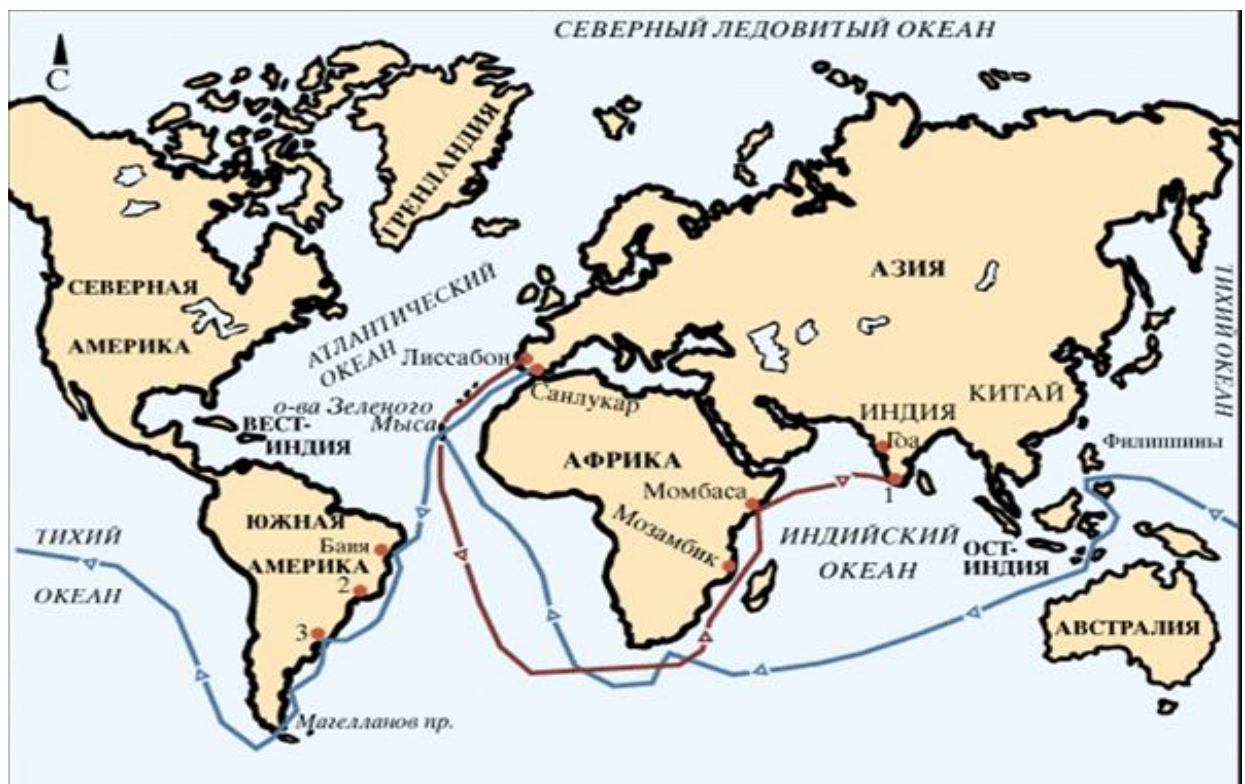 СЕВЕРНЫЙ ЛЕДОВИТЫЙ ОКЕАН
С
ГРЕНЛАНДИЯ
СЕВЕРНАЯ
АМЕРИКА
АТЛАНТИЧЕСКИЙ
ОКЕАН
АЗИЯ
ТИХИЙ ОКЕАН
Лиссабон
Санлукар
КИТАЙ
о-ва Зеленого
Мыса
ВЕСТ-
ИНДИЯ
ИНДИЯ
Гоа
Филиппины
АФРИКА
1
Момбаса
Мозамбик
ЮЖНАЯ
АМЕРИКА
Баия
2
3
ТИХИЙ
ОКЕАН
ИНДИЙСКИЙ
ОКЕАН
ОСТ-
ИНДИЯ
АВСТРАЛИЯ
Магелланов пр.